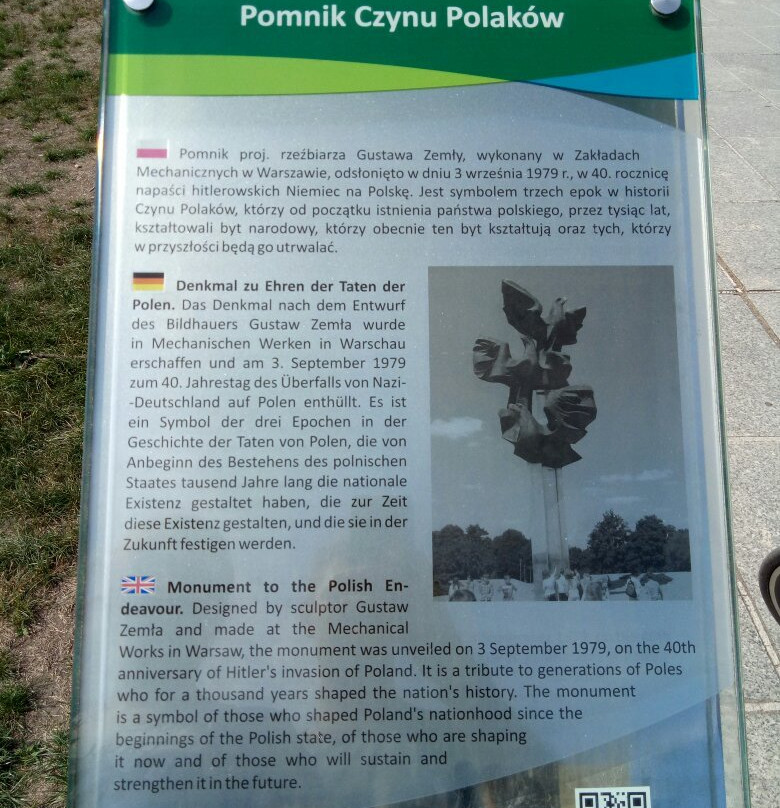 Pomnik Czynu Polaków
Pomnik proj. rzeźbiarza Gustawa Zemły, wykonany w Zakładach
Mechanicznych w Warszawie, odsłonięto w dniu 3 września 1979 r., w 40. rocznicę
napaści hitlerowskich Niemiec na Polskę. Jest symbolem trzech epok w historii
Czynu Polaków, którzy od początku istnienia państwa polskiego, przez tysiąc lat,
kształtowali byt narodowy, którzy obecnie ten byt kształtują oraz tych, którzy
w przyszłości będą go utrwalać.
Denkmal zu Ehren der Taten der
Polen. Das Denkmal nach dem Entwurf
des Bildhauers Gustaw Zemła wurde
in Mechanischen Werken in Warschau
erschaffen und am 3. September 1979
zum 40. Jahrestag des Überfalls von Nazi-
-Deutschland auf Polen enthüllt. Es ist
ein Symbol der drei Epochen in der
Geschichte der Taten von Polen, die von
Anbeginn des Bestehens des polnischen
Staates tausend Jahre lang die nationale
Existenz gestaltet haben, die zur Zeit
diese Existenz gestalten, und die sie in der
Zukunft festigen werden.
Monument to the Polish En-
deavour. Designed by sculptor Gustaw
Zemła and made at the Mechanical
Works in Warsaw, the monument was unveiled on 3 September 1979, on the 40th
anniversary of Hitler's invasion of Poland. It is a tribute to generations of Poles
who for a thousand years shaped the nation's history. The monument
is a symbol of those who shaped Poland's nationhood since the
beginnings of the Polish state, of those who are shaping
it now and of those who will sustain and
strengthen it in the future.